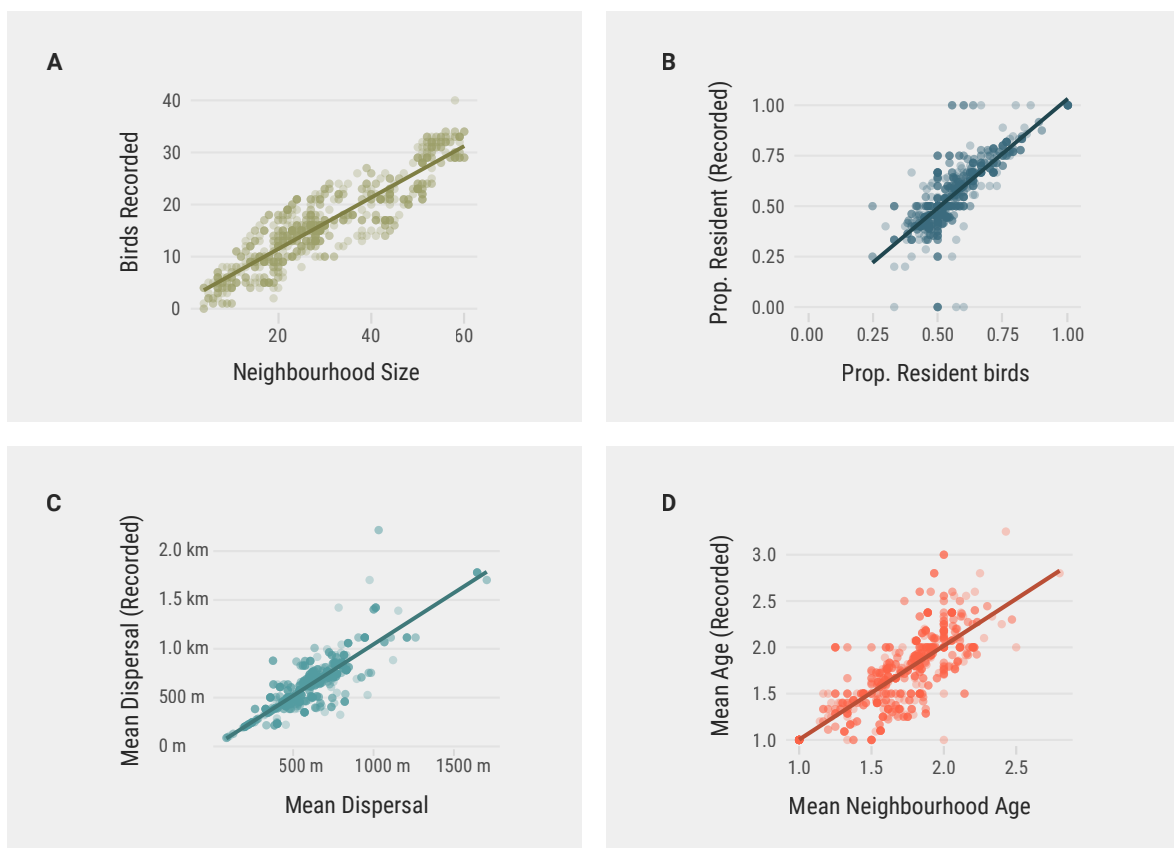 A
Birds Recorded
40
30
20
10
0
20 40 60
Neighbourhood Size
B
Prop. Resident (Recorded)
1.00
0.75
0.50
0.25
0.00
0.00 0.25 0.50 0.75 1.00
Prop. Resident birds
C
Mean Dispersal (Recorded)
2.0 km
1.5 km
1.0 km
500 m
0 m
500 m 1000 m 1500 m
Mean Dispersal
D
Mean Age (Recorded)
3.0
2.5
2.0
1.5
1.0
1.0 1.5 2.0 2.5
Mean Neighbourhood Age